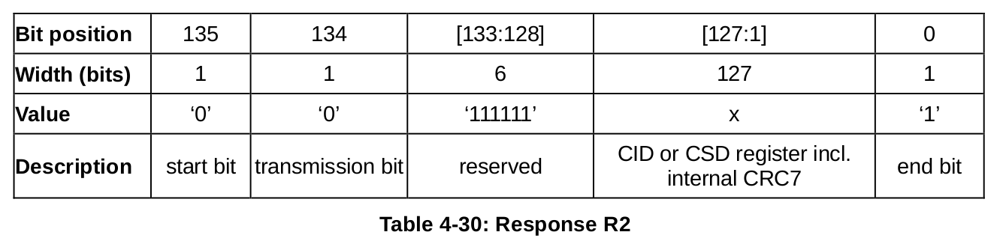 Bit position 135 134 [133:128] [127:1] 0
Width (bits) 1 1 6 127 1
Value ‘0’ ‘0’ ‘111111’ x ‘1’
Description start bit transmission bit reserved CID or CSD register incl. internal CRC7 end bit
Table 4-30: Response R2